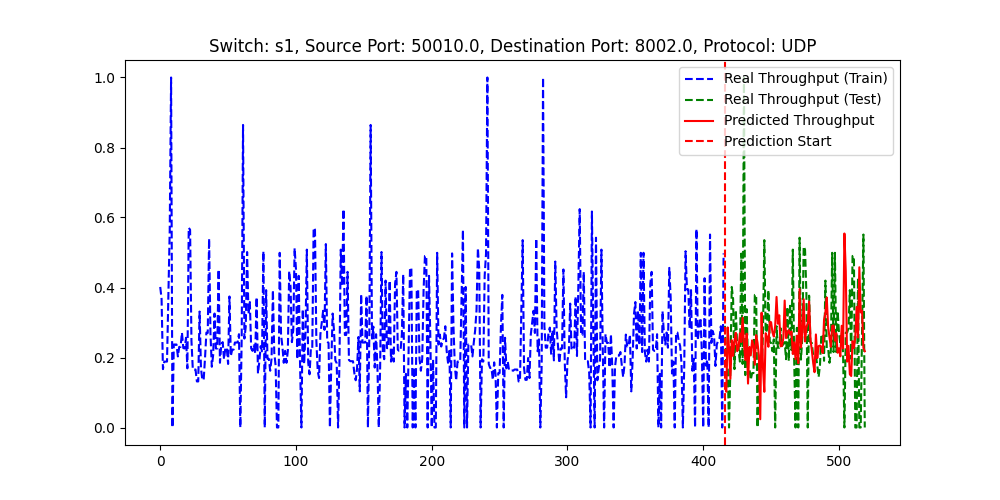 Switch: s1, Source Port: 50010.0, Destination Port: 8002.0, Protocol: UDP
1.0
0.8
0.6
0.4
0.2
0.0
Real Throughput (Train)
Real Throughput (Test)
Predicted Throughput
Prediction Start
0 100 200 300 400 500